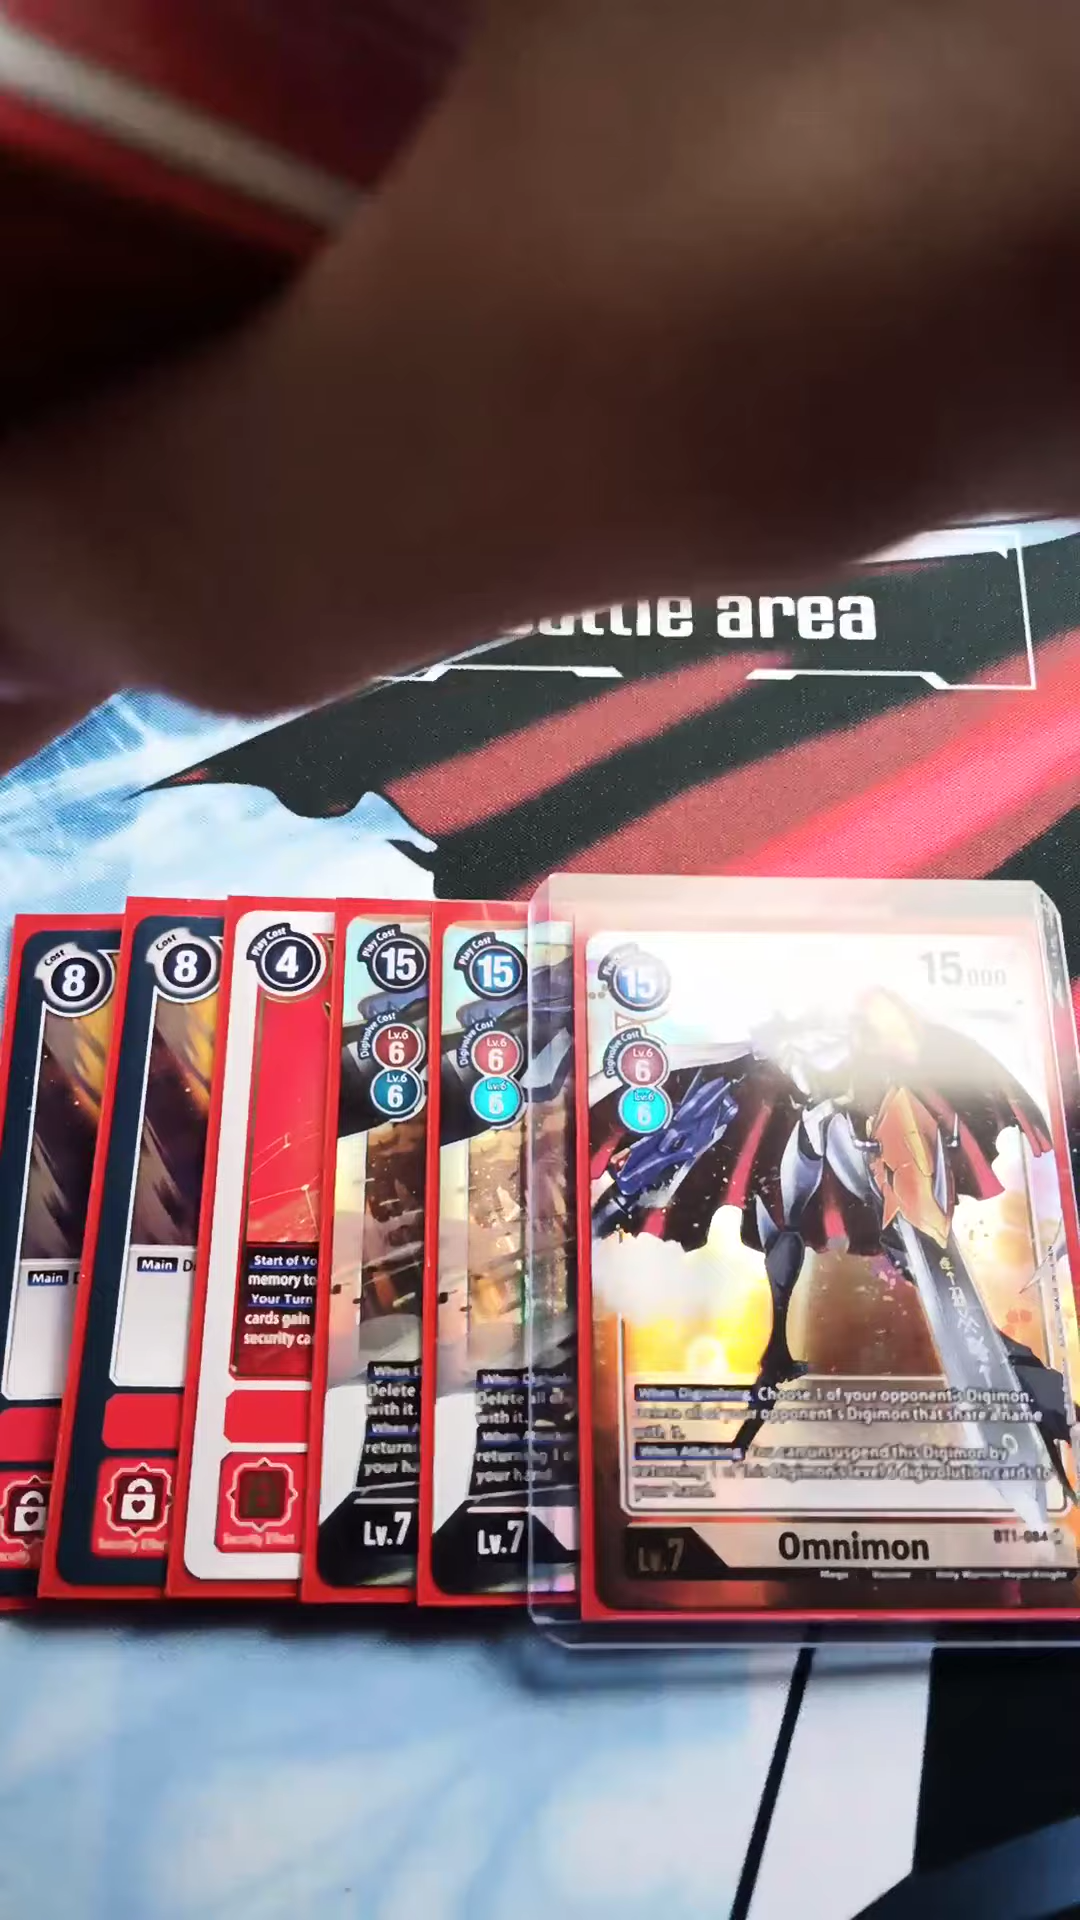 battle area
Cost
8
Main
Cost
8
Main D
Security Effe
Play Cost
4
Start of Yo
memory to
Your Turn
cards gain
security ca
Security Effect
Play Cost
15
Digivolve Cost
Lv.6
6
Lv.6
6
When D
Delete
with it.
When A
return
your ha
Lv.7
Play Cost
15
Digivolve Cost
Lv.6
6
Lv.6
6
When Digivol
Delete all of
with it.
When Attack
returning 1 o
your hand
Lv.7
15
15000
Digivolve Cost
Lv.6
6
Lv.6
6
When Digivolving Choose 1 of your opponent's Digimon.
Delete all of your opponent's Digimon that share a name
with it.
When Attacking You can unsuspend this Digimon by
returning 1 of this Digimon's level 6 digivolution cards to
your hand.
Lv.7
Omnimon
BT1-084